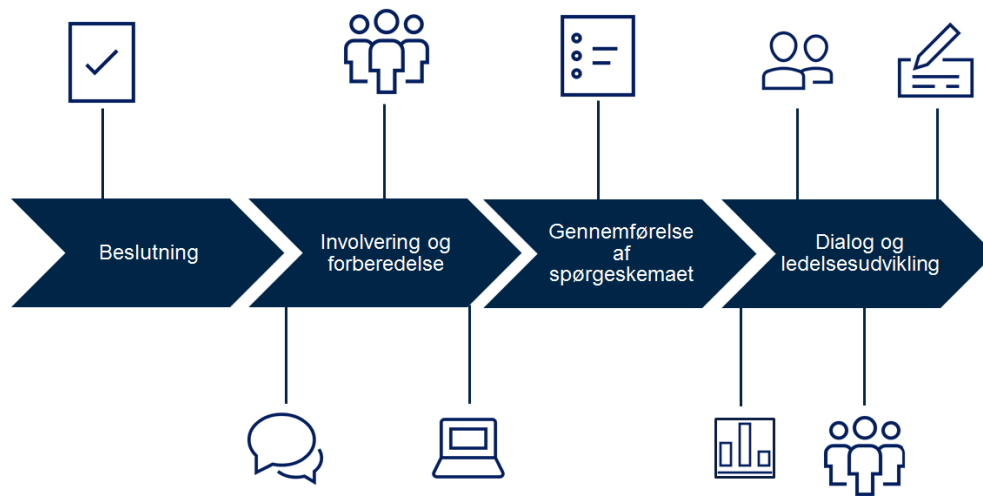 Beslutning
Involvering og
forberedelse
Gennemførelse
af
spørgeskemaet
Dialog og
ledelsesudvikling